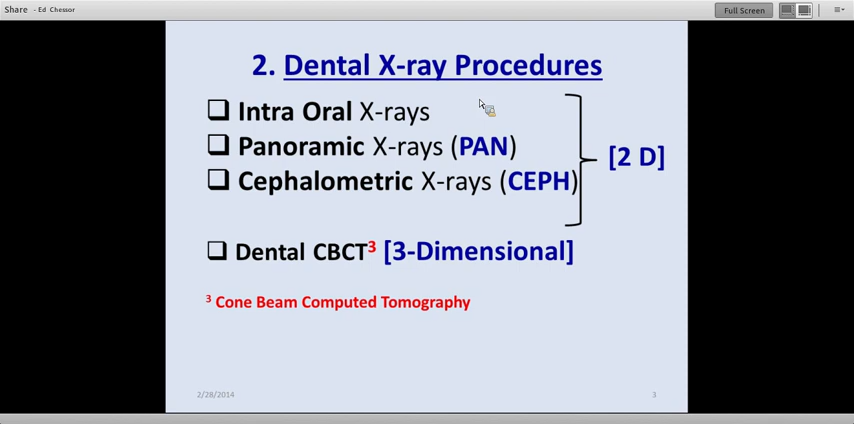 Share - Ed Chessor
Full Screen
2. Dental X-ray Procedures
❑ Intra Oral X-rays
❑ Panoramic X-rays (PAN)
❑ Cephalometric X-rays (CEPH)
[2 D]
❑ Dental CBCT³ [3-Dimensional]
³ Cone Beam Computed Tomography
2/28/2014
3